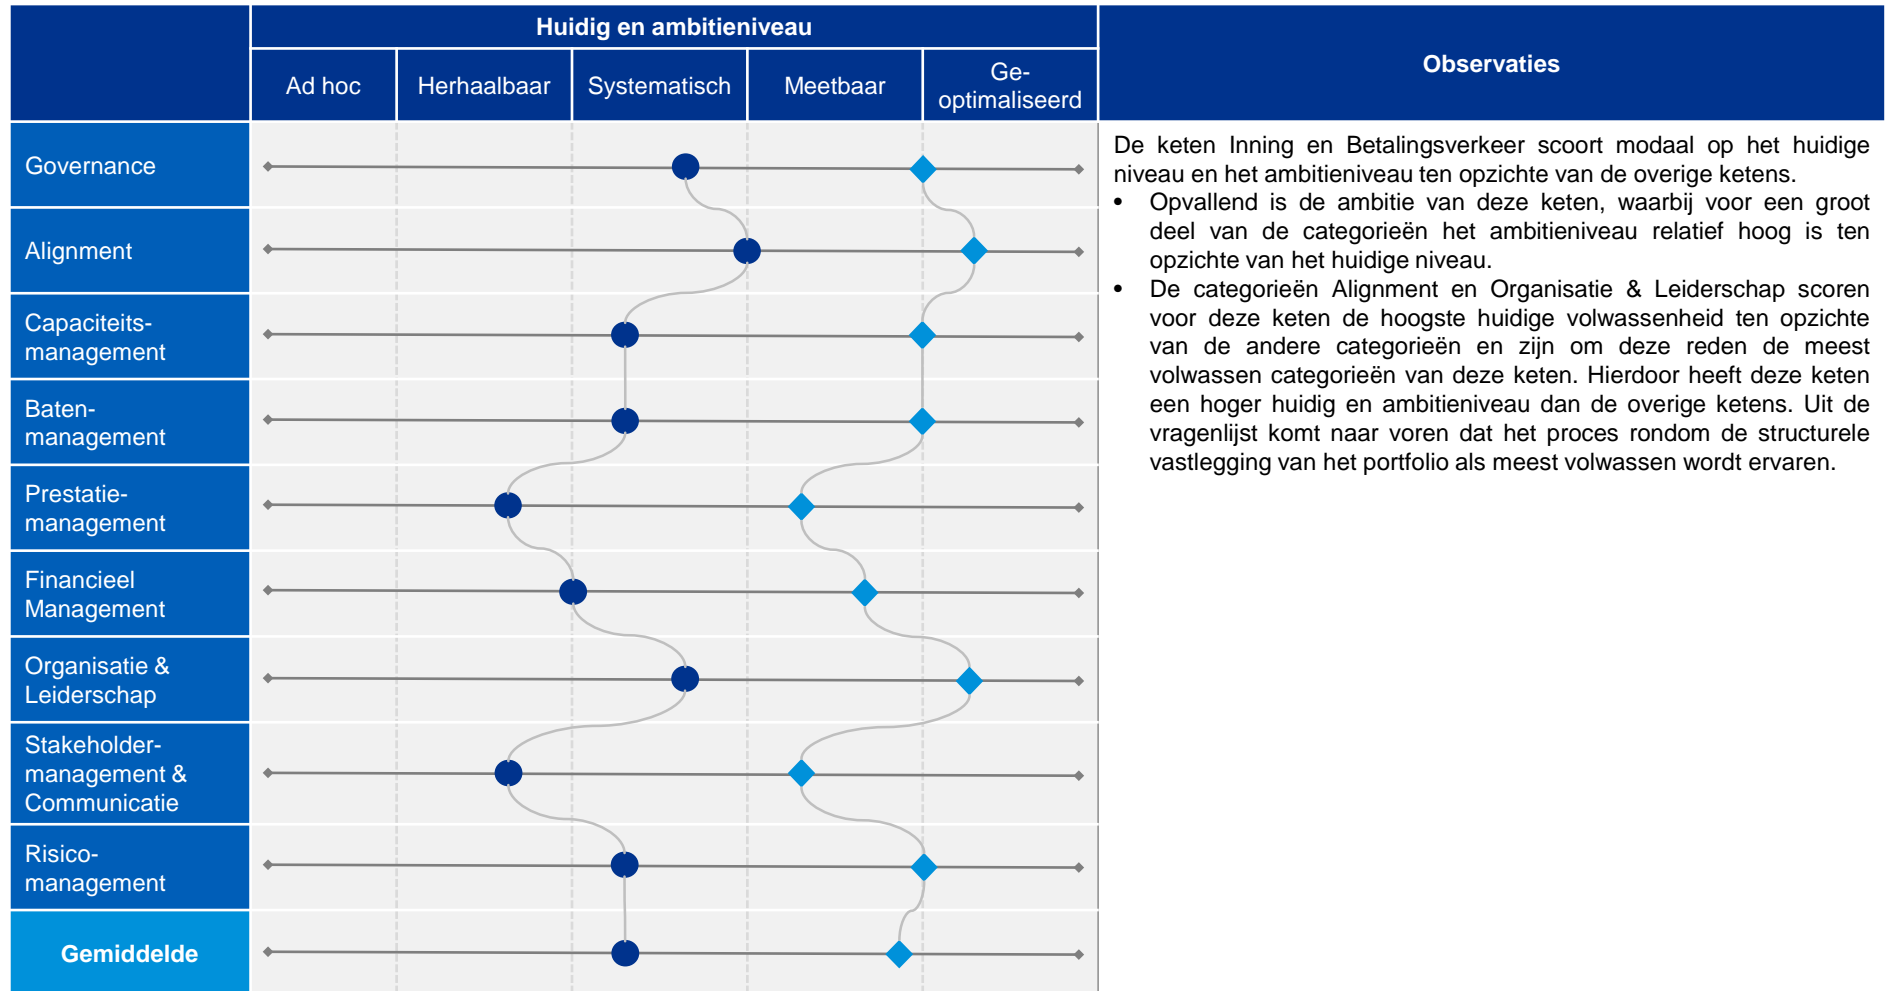 Huidig en ambitieniveau
Observaties
Ad hoc
Herhaalbaar
Systematisch
Meetbaar
Ge-
optimaliseerd
Governance
Alignment
Capaciteits-
management
Baten-
management
Prestatie-
management
Financieel
Management
Organisatie &
Leiderschap
Stakeholder-
management &
Communicatie
Risico-
management
Gemiddelde
De keten Inning en Betalingsverkeer scoort modaal op het huidige
niveau en het ambitieniveau ten opzichte van de overige ketens.
• Opvallend is de ambitie van deze keten, waarbij voor een groot
deel van de categorieën het ambitieniveau relatief hoog is ten
opzichte van het huidige niveau.
• De categorieën Alignment en Organisatie & Leiderschap scoren
voor deze keten de hoogste huidige volwassenheid ten opzichte
van de andere categorieën en zijn om deze reden de meest
volwassen categorieën van deze keten. Hierdoor heeft deze keten
een hoger huidig en ambitieniveau dan de overige ketens. Uit de
vragenlijst komt naar voren dat het proces rondom de structurele
vastlegging van het portfolio als meest volwassen wordt ervaren.